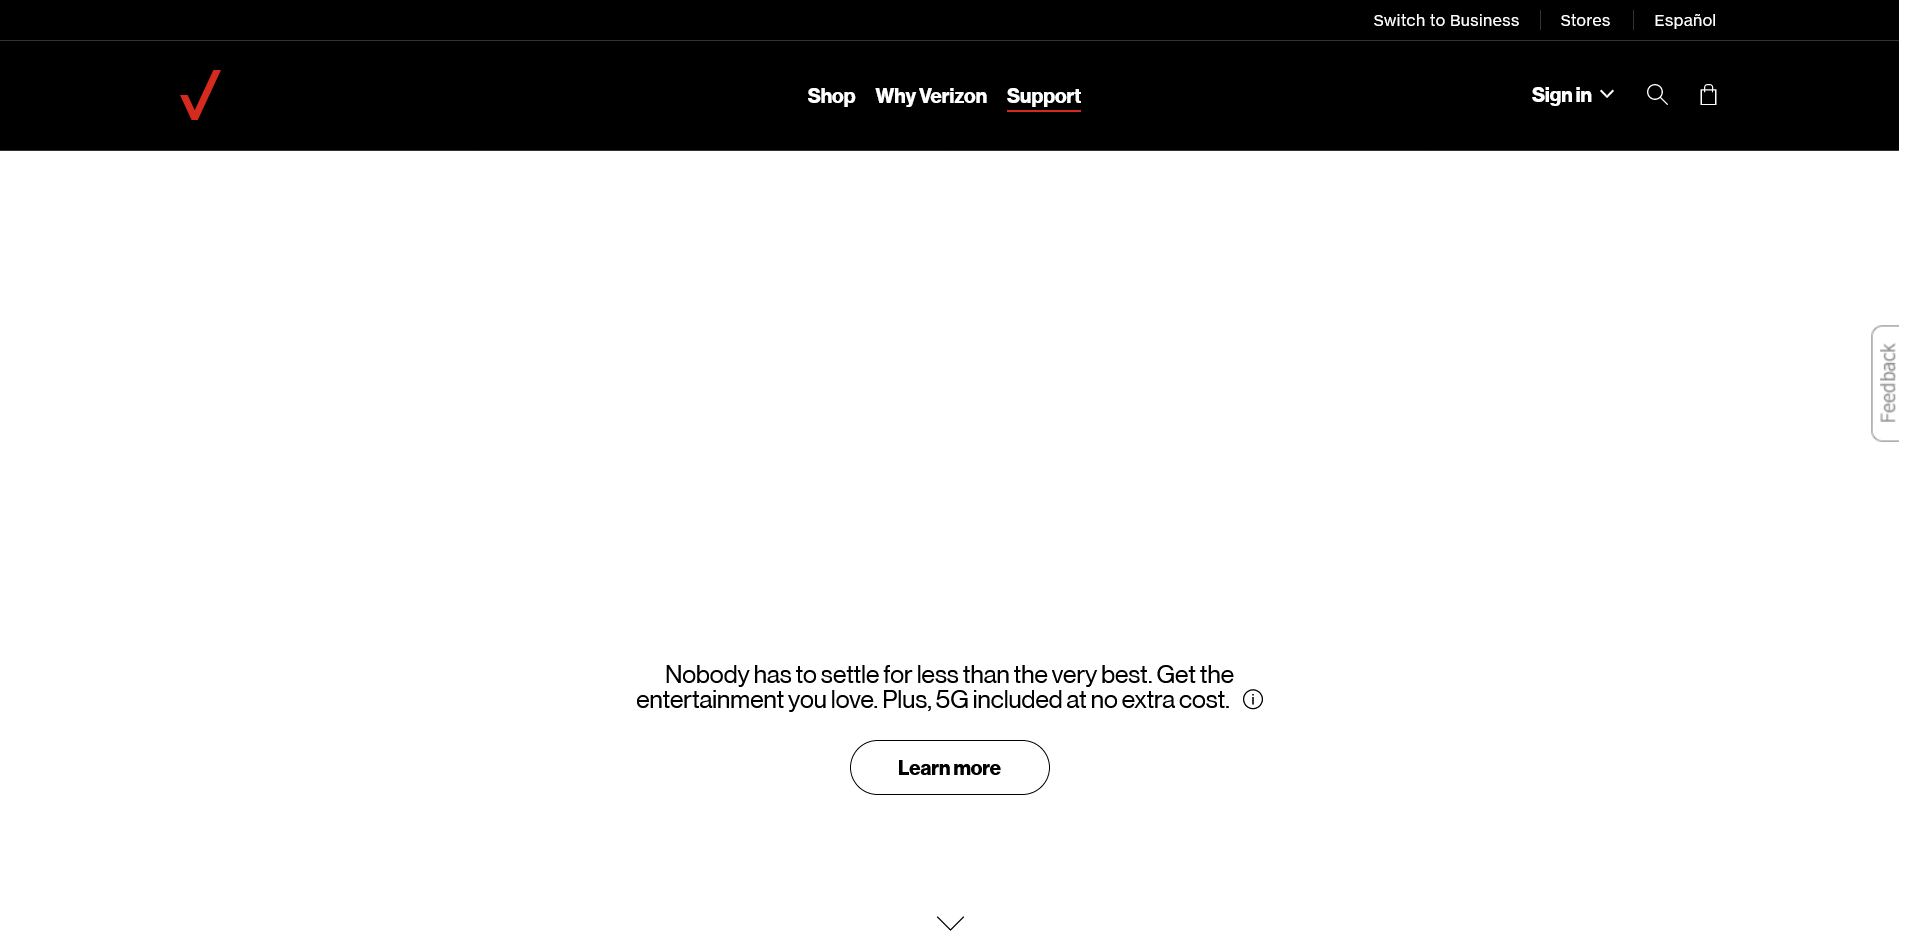 Switch to Business
Stores
Español
Shop
Why Verizon
Support
Sign in
Feedback
Nobody has to settle for less than the very best. Get the
entertainment you love. Plus, 5G included at no extra cost.
Learn more